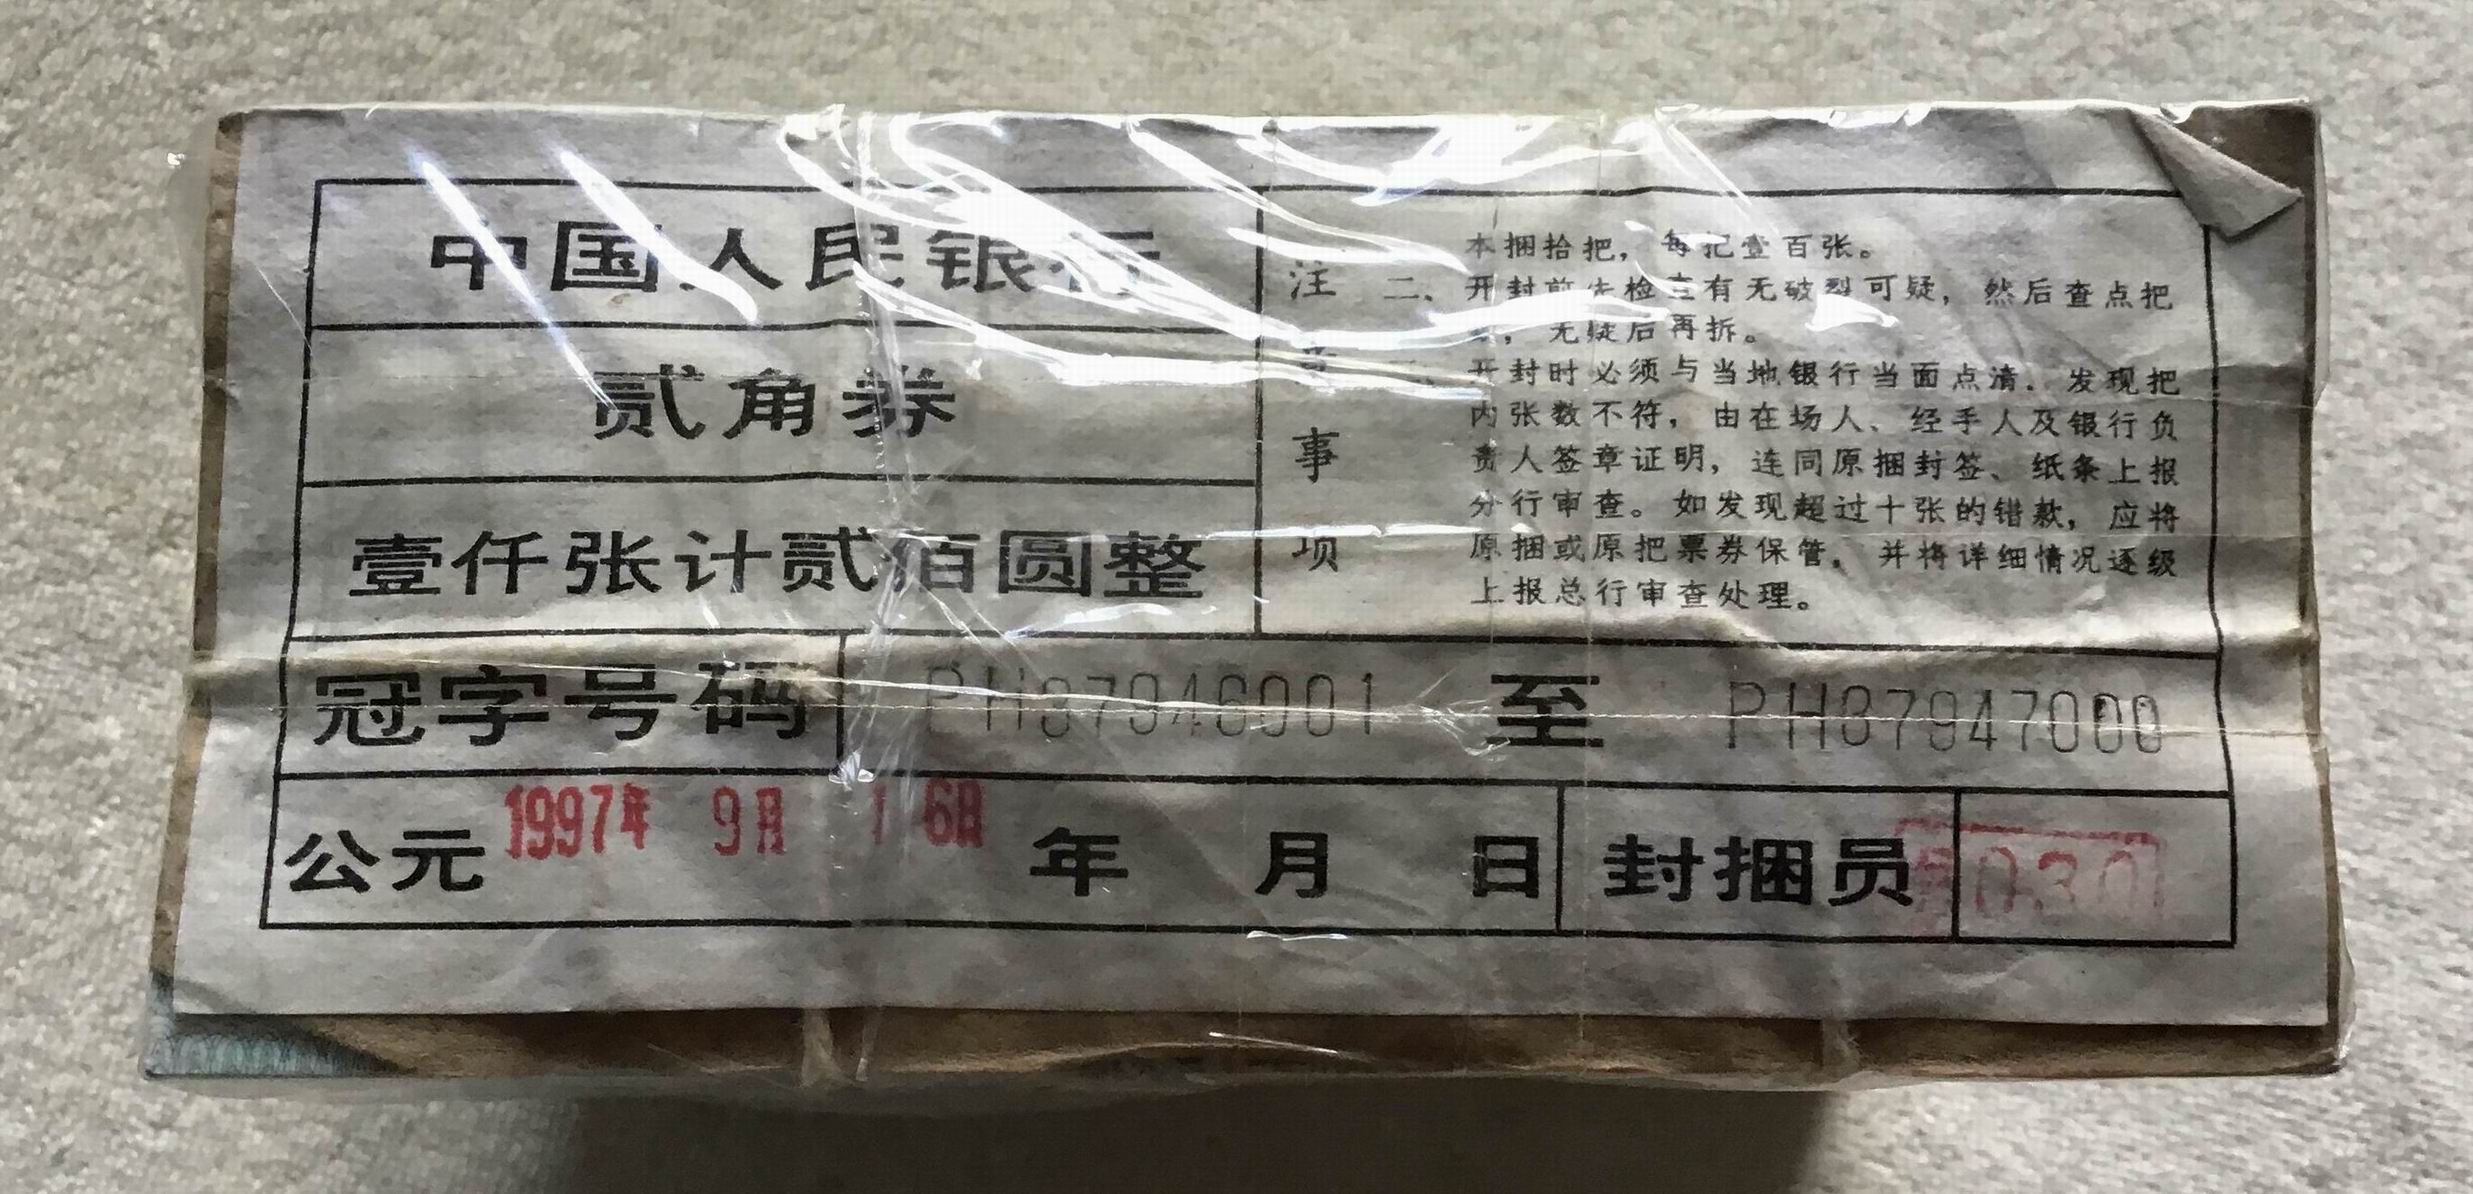 中国人民银行
贰角券
壹仟张计贰佰圆整
注 事 项
本捆拾把，每把壹百张。
二、开封前先检查有无破裂可疑，然后查点把
，无疑后再拆。
开封时必须与当地银行当面点清。发现把
内张数不符，由在场人、经手人及银行负
责人签章证明，连同原捆封签、纸条上报
分行审查。如发现超过十张的错款，应将
原捆或原把票券保管，并将详细情况逐级
上报总行审查处理。
冠字号码 PH87946001 至 PH87947000
公元 1997年 9月 16日 年 月 日 封捆员 030